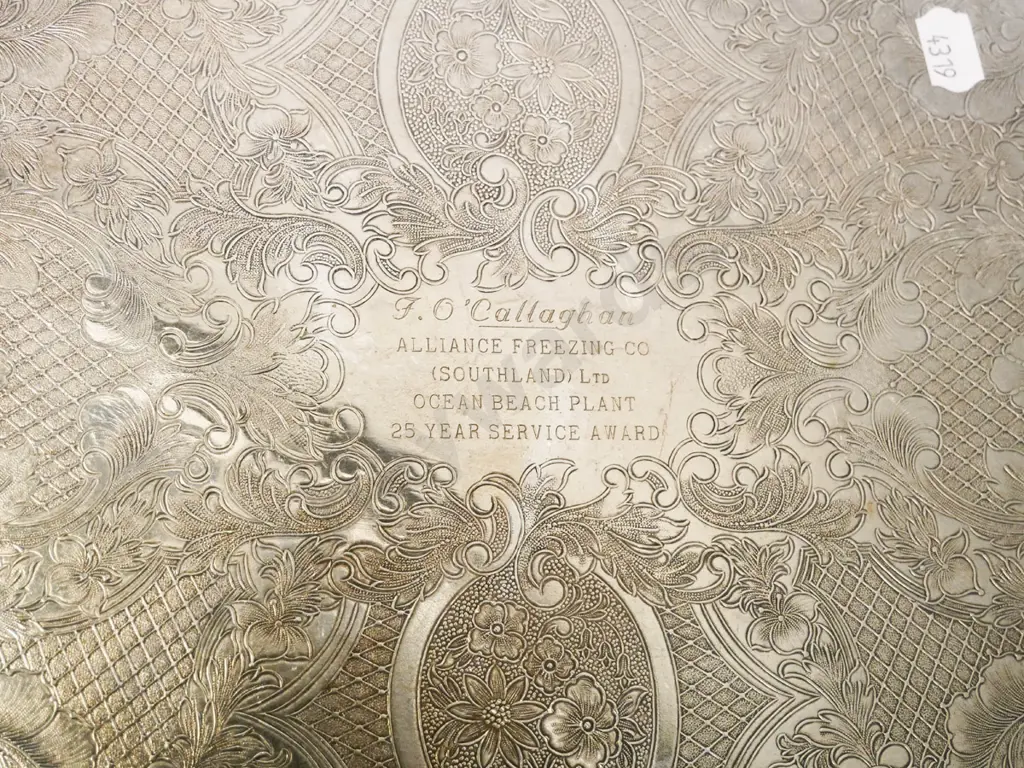 4319
F. O'Callaghan
ALLIANCE FREEZING CO
(SOUTHLAND) LTD
OCEAN BEACH PLANT
25 YEAR SERVICE AWARD